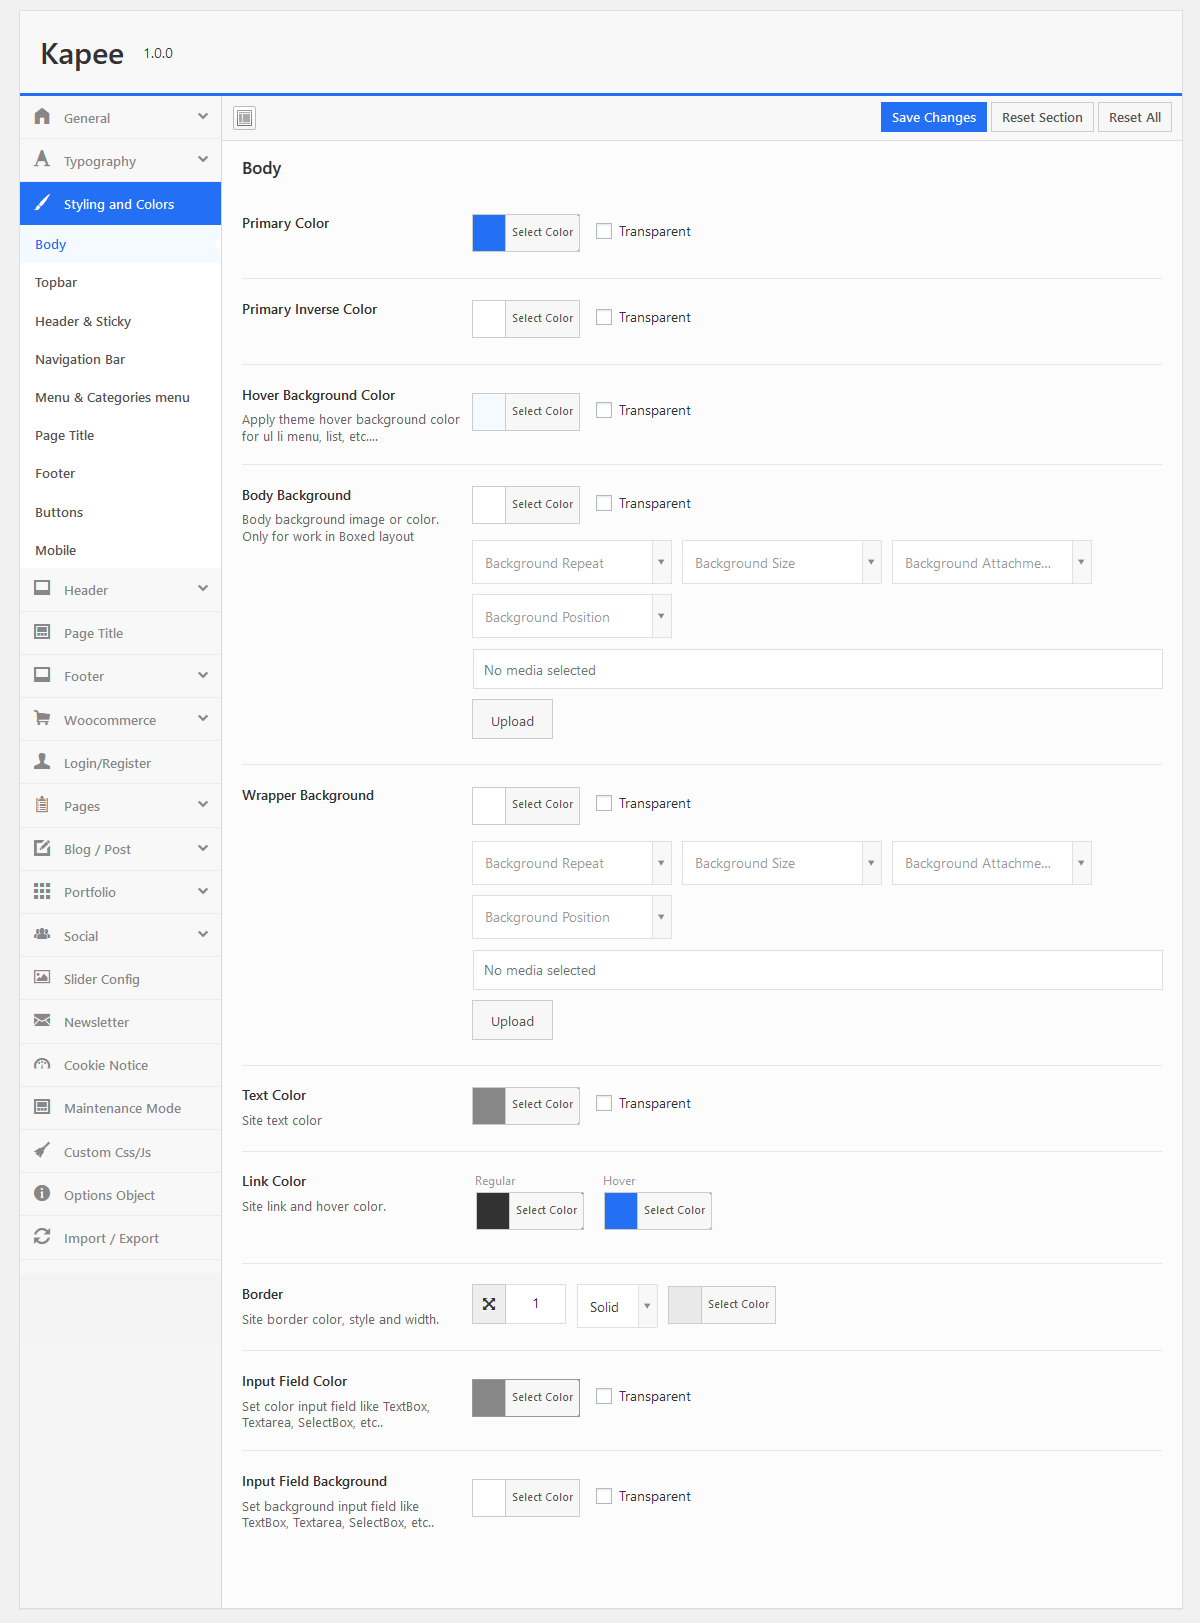 Kapee 1.0.0
General
Typography
Styling and Colors
Body
Topbar
Header & Sticky
Navigation Bar
Menu & Categories menu
Page Title
Footer
Buttons
Mobile
Header
Page Title
Footer
Woocommerce
Login/Register
Pages
Blog / Post
Portfolio
Social
Slider Config
Newsletter
Cookie Notice
Maintenance Mode
Custom Css/Js
Options Object
Import / Export
Save Changes Reset Section Reset All
Body
Primary Color Select Color Transparent
Primary Inverse Color Select Color Transparent
Hover Background Color
Apply theme hover background color
for ul li menu, list, etc....
Select Color Transparent
Body Background
Body background image or color.
Only for work in Boxed layout
Select Color Transparent
Background Repeat Background Size Background Attachme...
Background Position
No media selected
Upload
Wrapper Background Select Color Transparent
Background Repeat Background Size Background Attachme...
Background Position
No media selected
Upload
Text Color
Site text color
Select Color Transparent
Link Color
Site link and hover color.
Regular Hover
Select Color Select Color
Border
Site border color, style and width.
1 Solid Select Color
Input Field Color
Set color input field like TextBox,
Textarea, SelectBox, etc..
Select Color Transparent
Input Field Background
Set background input field like
TextBox, Textarea, SelectBox, etc..
Select Color Transparent